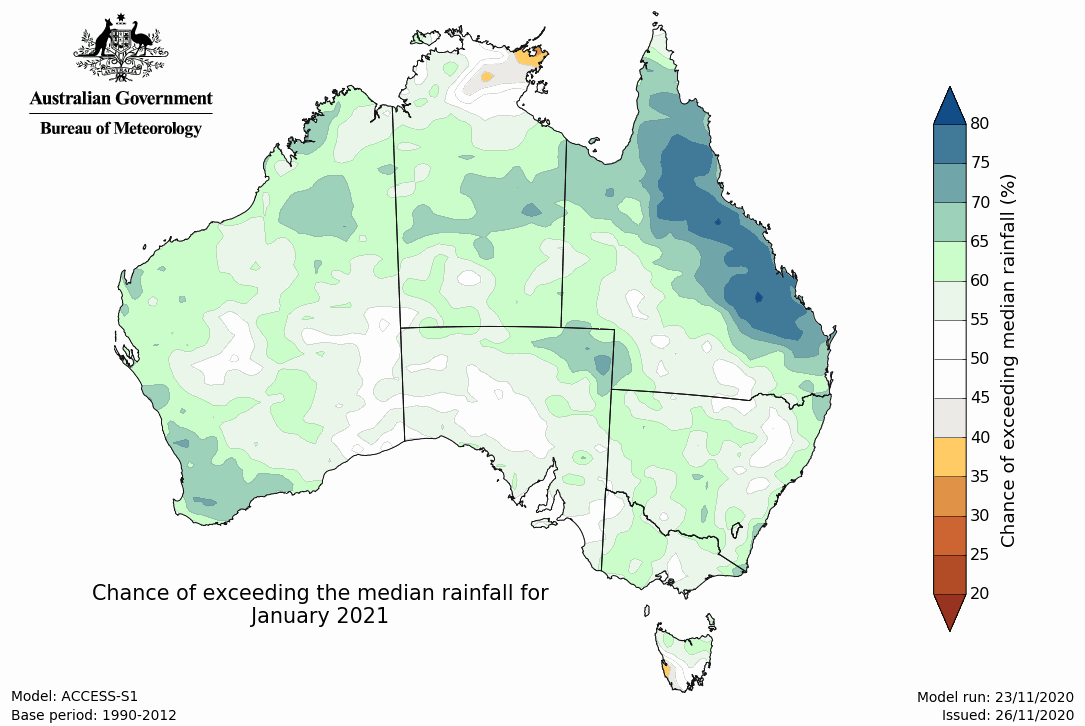 Australian Government
Bureau of Meteorology
80
75
70
65
60
55
50
45
40
35
30
25
20
Chance of exceeding median rainfall (%)
Chance of exceeding the median rainfall for
January 2021
Model: ACCESS-S1
Base period: 1990-2012
Model run: 23/11/2020
Issued: 26/11/2020